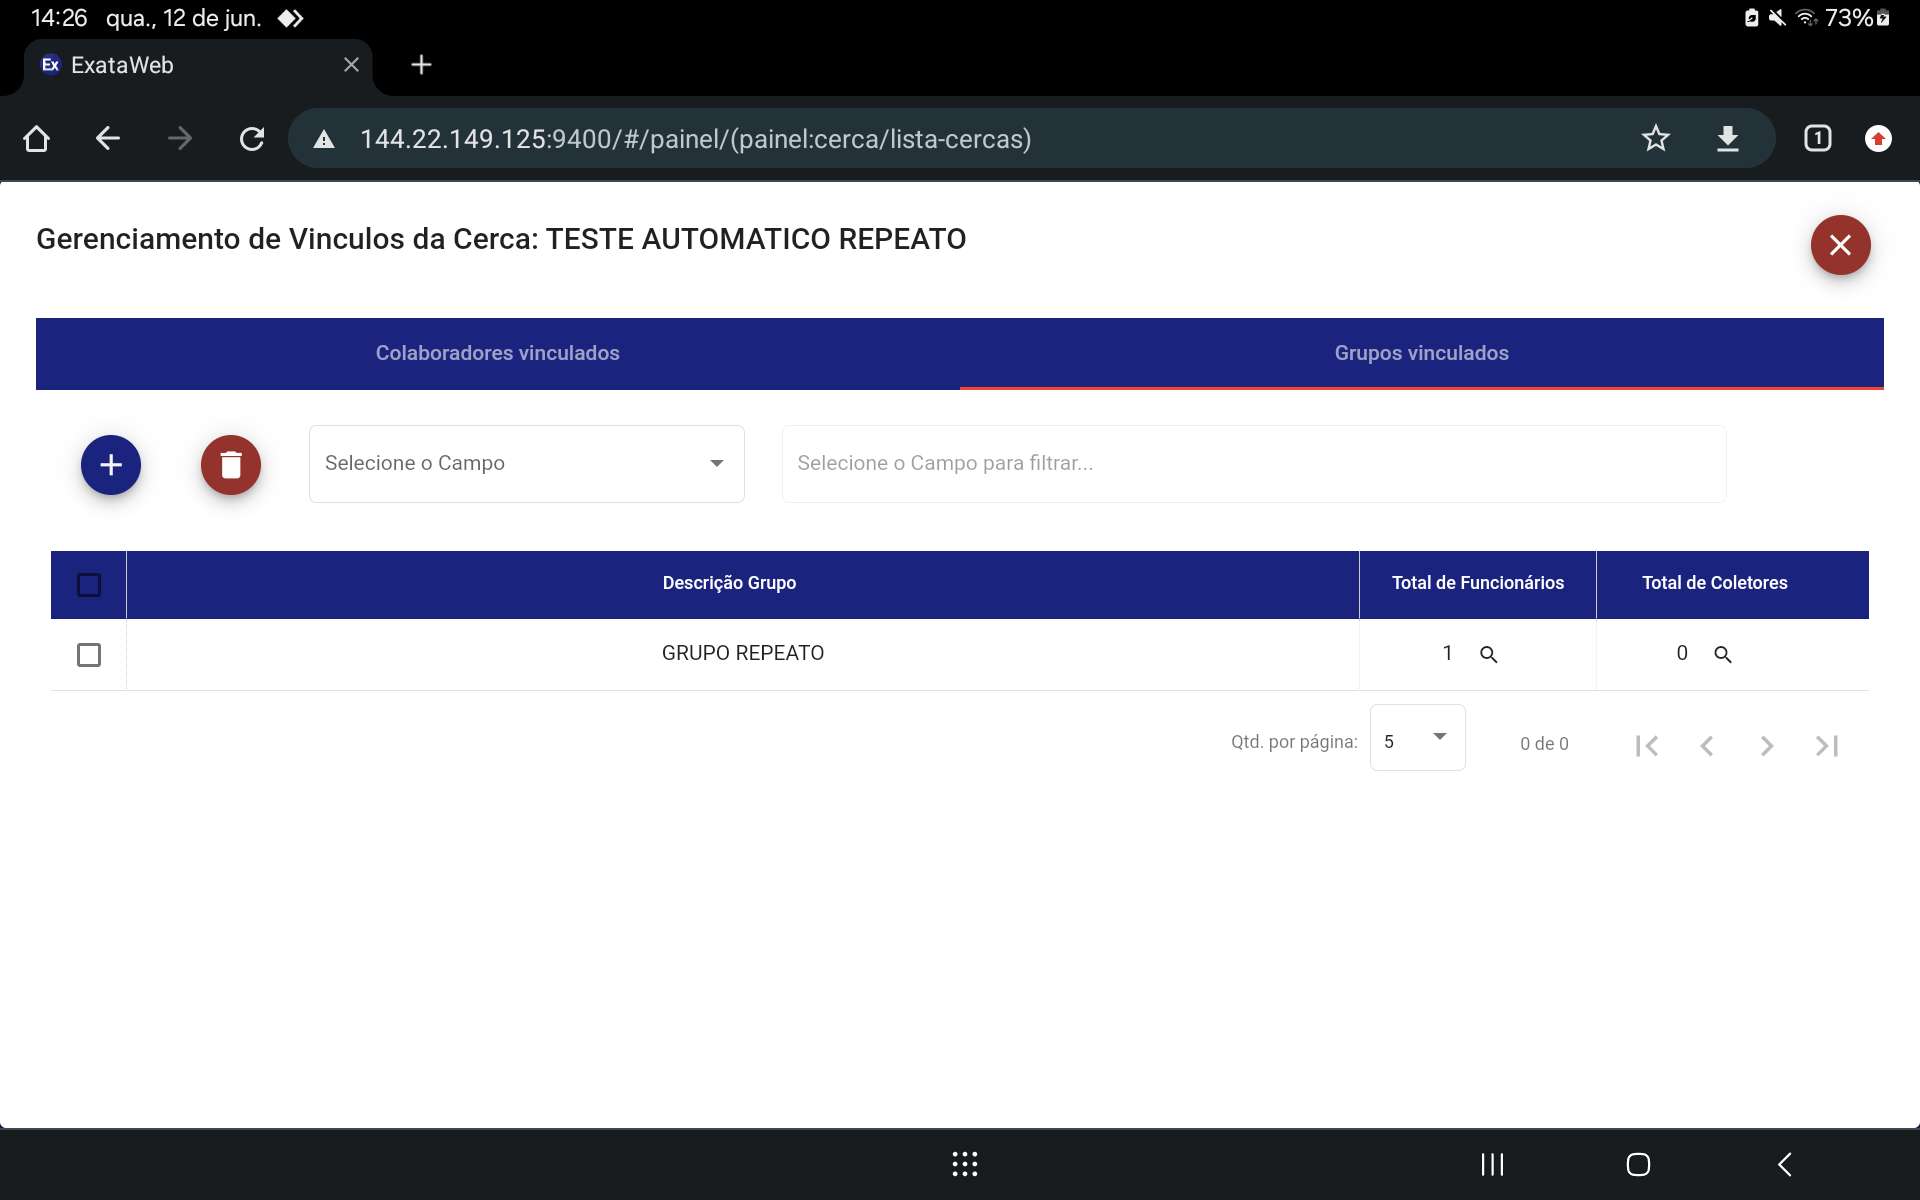 14:26 qua., 12 de jun. 73%
Ex ExataWeb
144.22.149.125:9400/#/painel/(painel:cerca/lista-cercas) 1
Gerenciamento de Vinculos da Cerca: TESTE AUTOMATICO REPEATO
Colaboradores vinculados Grupos vinculados
Selecione o Campo Selecione o Campo para filtrar...
Descrição Grupo Total de Funcionários Total de Coletores
GRUPO REPEATO 1 0
Qtd. por página: 5 0 de 0